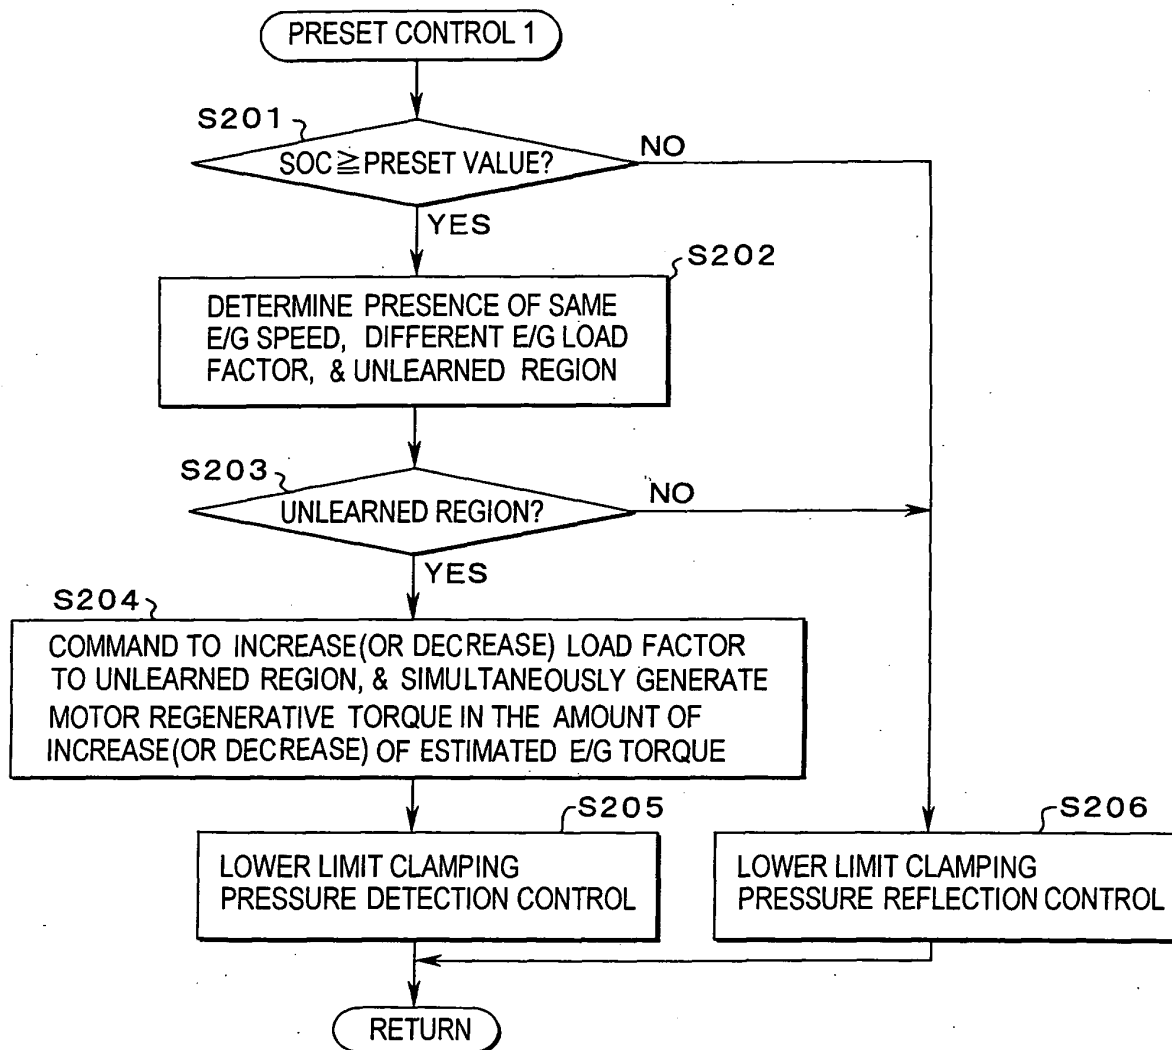 PRESET CONTROL 1
S201
SOC≧PRESET VALUE?
NO
YES
S202
DETERMINE PRESENCE OF SAME
E/G SPEED, DIFFERENT E/G LOAD
FACTOR, & UNLEARNED REGION
S203
UNLEARNED REGION?
NO
YES
S204
COMMAND TO INCREASE(OR DECREASE) LOAD FACTOR
TO UNLEARNED REGION, & SIMULTANEOUSLY GENERATE
MOTOR REGENERATIVE TORQUE IN THE AMOUNT OF
INCREASE(OR DECREASE) OF ESTIMATED E/G TORQUE
S205
LOWER LIMIT CLAMPING
PRESSURE DETECTION CONTROL
S206
LOWER LIMIT CLAMPING
PRESSURE REFLECTION CONTROL
RETURN